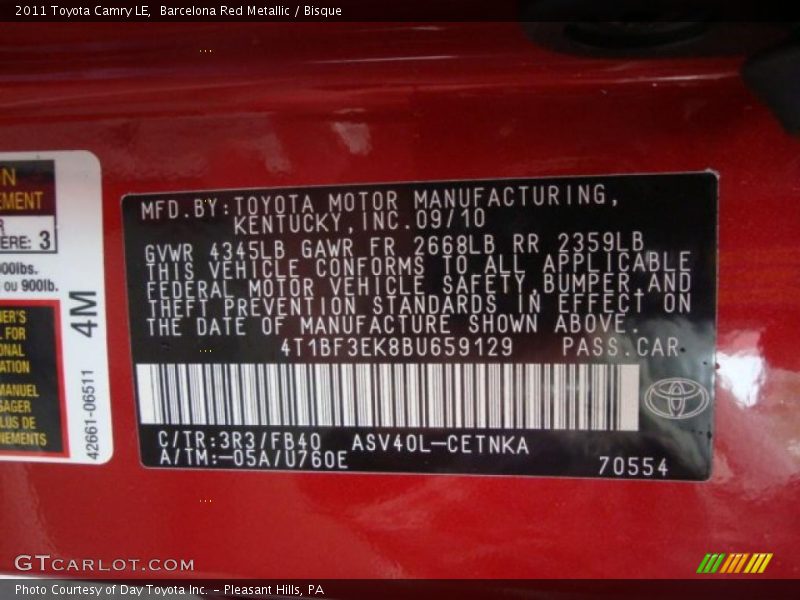 2011 Toyota Camry LE,  Barcelona Red Metallic / Bisque
N
EMENT
R
ERE: 3
000lbs.
ou 900lb.
NER'S
L FOR
ONAL
ATION
MANUEL
SAGER
LUS DE
NEMENTS
4M
42661-06511
MFD.BY:TOYOTA MOTOR MANUFACTURING,
KENTUCKY,INC.09/10
GVWR 4345LB GAWR FR 2668LB RR 2359LB
THIS VEHICLE CONFORMS TO ALL APPLICABLE
FEDERAL MOTOR VEHICLE SAFETY,BUMPER,AND
THEFT PREVENTION STANDARDS IN EFFECT ON
THE DATE OF MANUFACTURE SHOWN ABOVE.
4T1BF3EK8BU659129 PASS.CAR
C/TR:3R3/FB40 ASV40L-CETNKA
A/TM:-05A/U760E
70554
GTCARLOT.COM
Photo Courtesy of Day Toyota Inc. - Pleasant Hills, PA